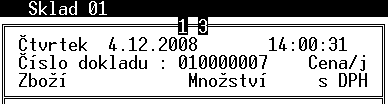 Sklad 01
1 3
Čtvrtek 4.12.2008 14:00:31
Číslo dokladu : 010000007 Cena/j
Zboží Množství s DPH